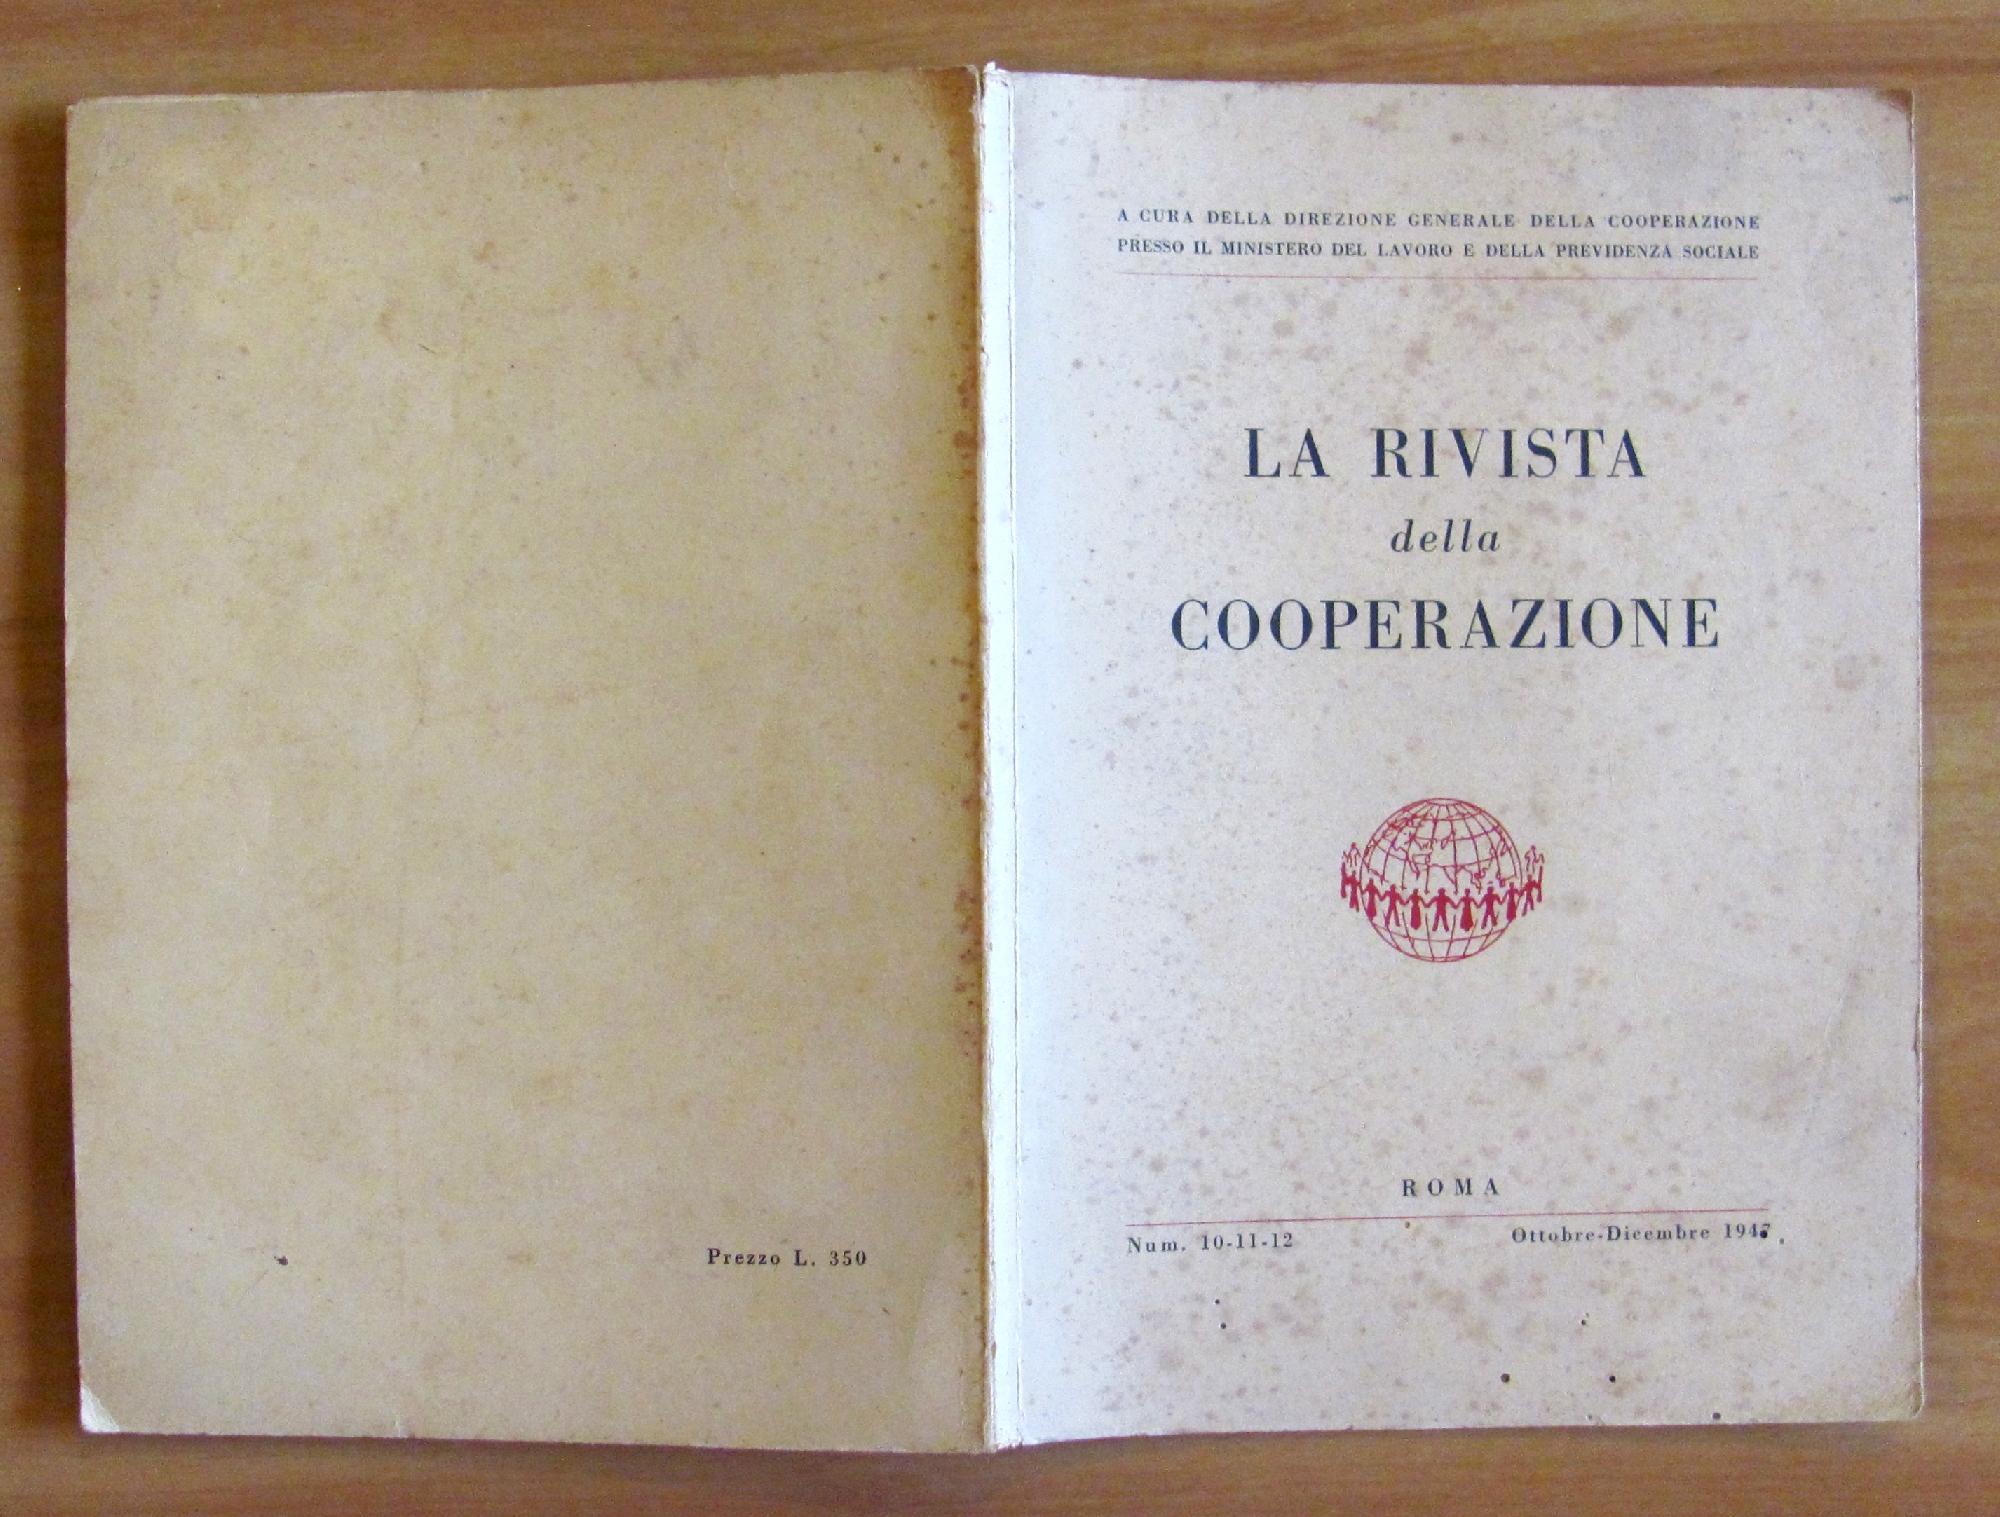 A CURA DELLA DIREZIONE GENERALE DELLA COOPERAZIONE
PRESSO IL MINISTERO DEL LAVORO E DELLA PREVIDENZA SOCIALE
LA RIVISTA
della
COOPERAZIONE
ROMA
Num. 10-11-12
Ottobre-Dicembre 1947
Prezzo L. 350